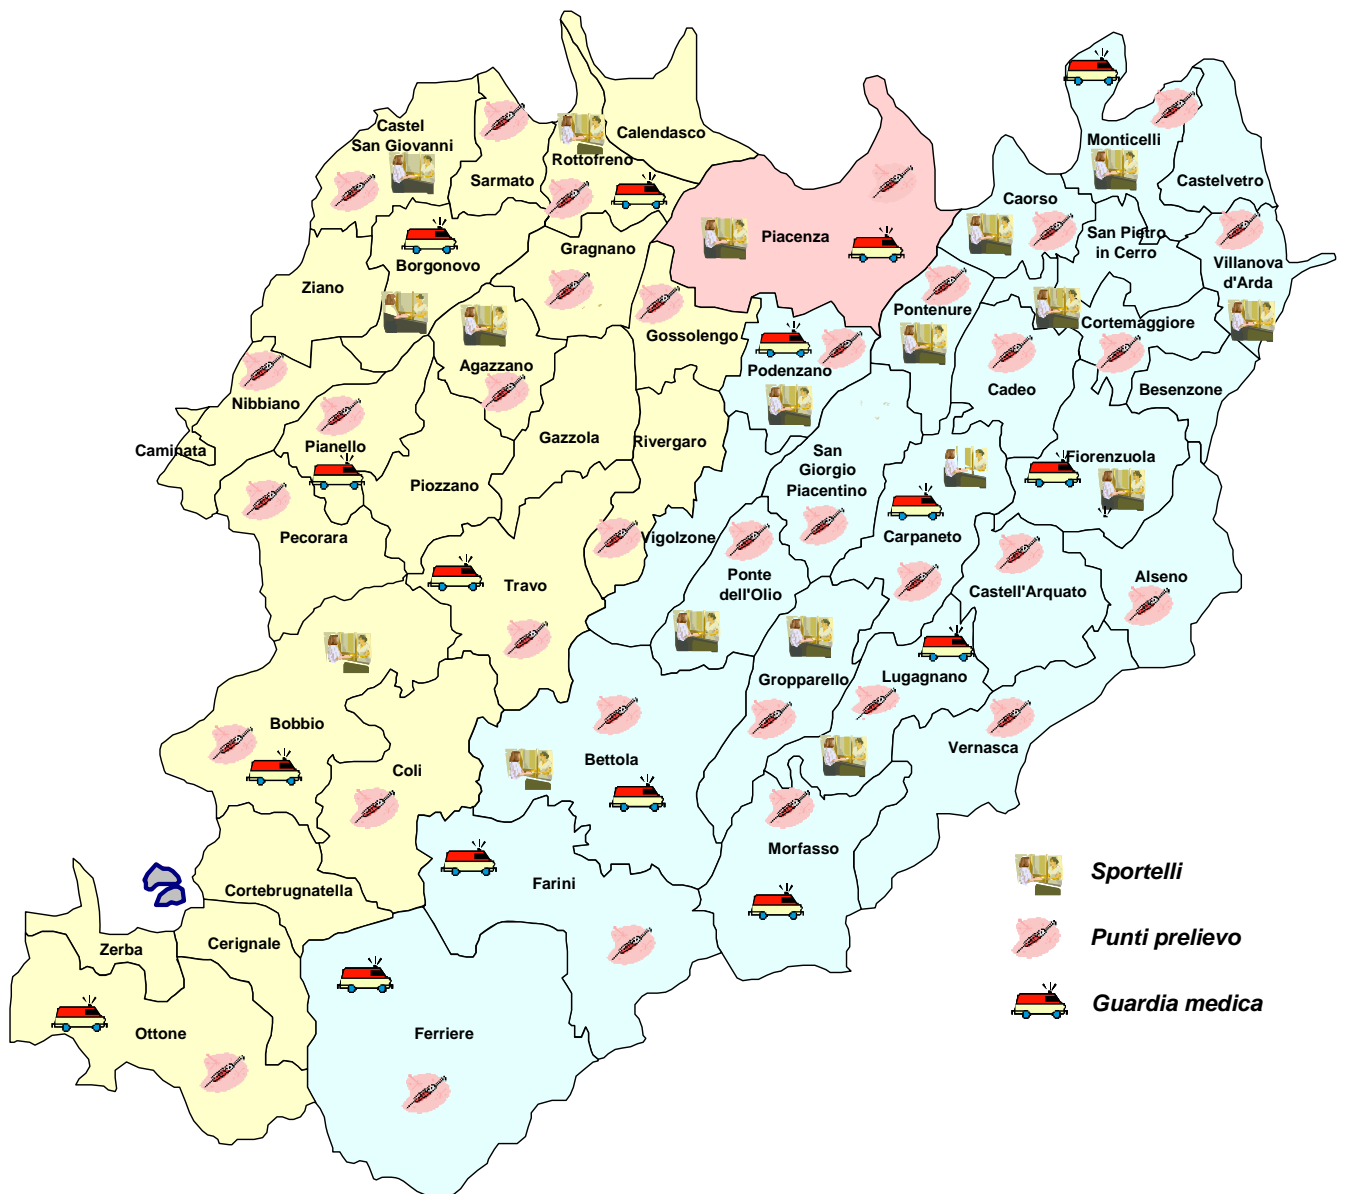 Castel
San Giovanni
Calendasco
Rottofreno
Sarmato
Monticelli
Castelvetro
Caorso
San Pietro
in Cerro
Piacenza
Gragnano
Borgonovo
Villanova
d'Arda
Ziano
Pontenure
Cortemaggiore
Gossolengo
Agazzano
Podenzano
Cadeo
Besenzone
Nibbiano
Gazzola
Rivergaro
Pianello
Caminata
San
Giorgio
Piacentino
Fiorenzuola
Piozzano
Pecorara
Vigolzone
Carpaneto
Travo
Ponte
dell'Olio
Castell'Arquato
Alseno
Gropparello
Lugagnano
Bobbio
Vernasca
Bettola
Coli
Morfasso
Sportelli
Cortebrugnatella
Farini
Punti prelievo
Zerba
Cerignale
Guardia medica
Ottone
Ferriere